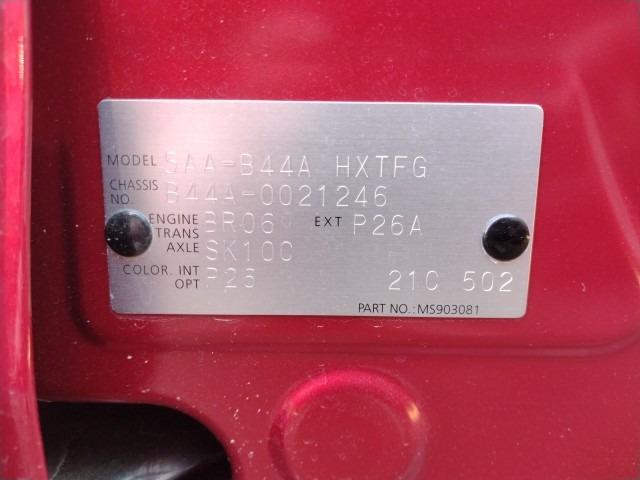 MODEL SAA-B44A HXTFG
CHASSIS NO. B44A-0021246
ENGINE BR06 EXT P26A
TRANS AXLE SK10C
COLOR. INT P26
OPT 21C 502
PART NO.:MS903081